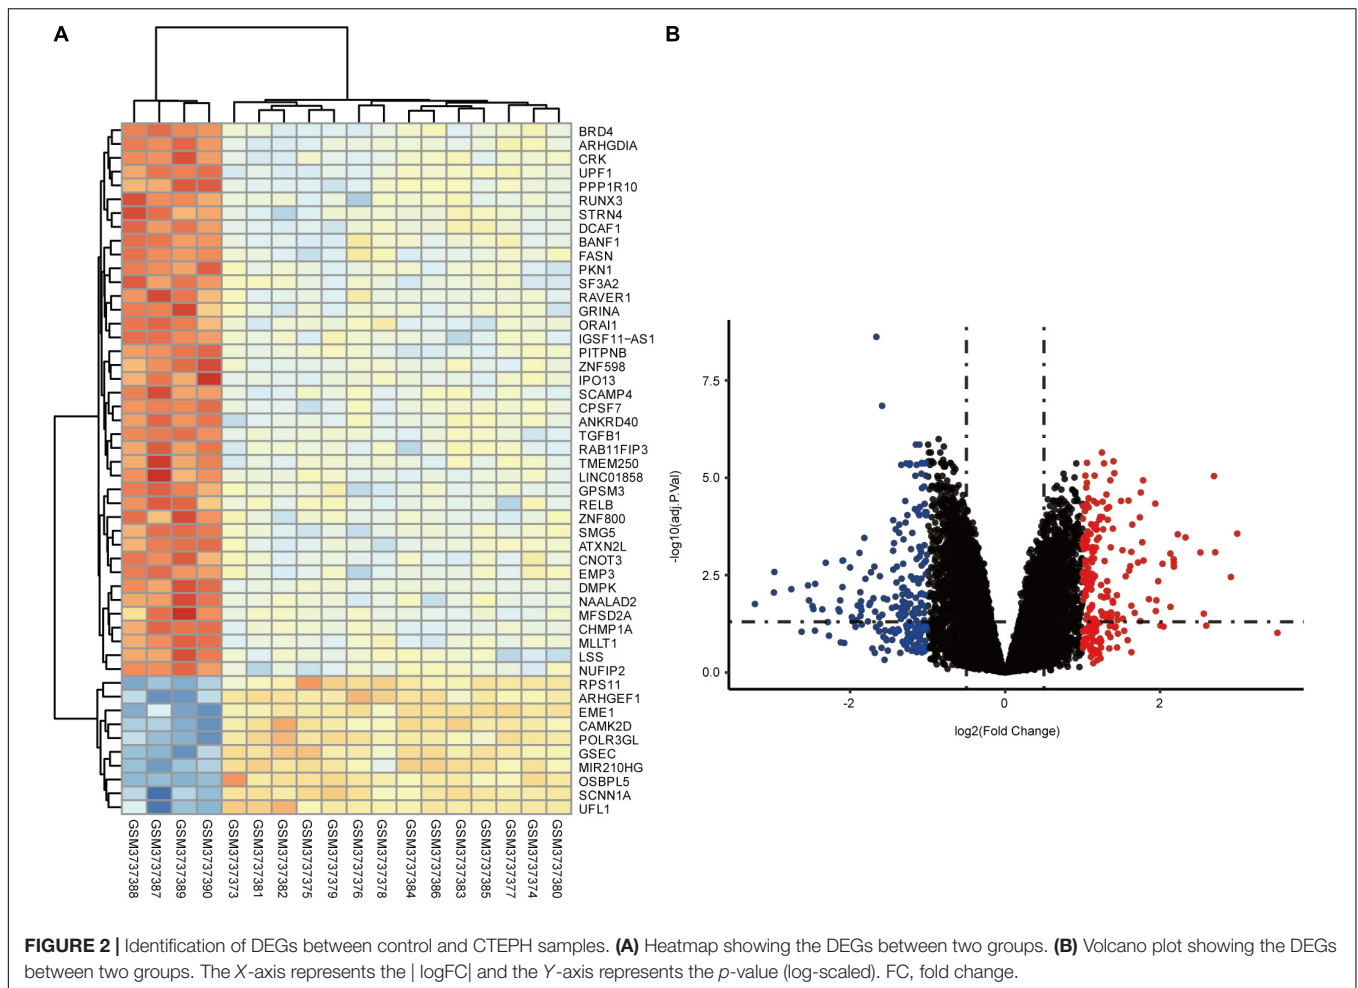 A
BRD4
ARHGDIA
CRK
UPF1
PPP1R10
RUNX3
STRN4
DCAF1
BANF1
FASN
PKN1
SF3A2
RAVER1
GRINA
ORAI1
IGSF11−AS1
PITPNB
ZNF598
IPO13
SCAMP4
CPSF7
ANKRD40
TGFB1
RAB11FIP3
TMEM250
LINC01858
GPSM3
RELB
ZNF800
SMG5
ATXN2L
CNOT3
EMP3
DMPK
NAALAD2
MFSD2A
CHMP1A
MLLT1
LSS
NUFIP2
RPS11
ARHGEF1
EME1
CAMK2D
POLR3GL
GSEC
MIR210HG
OSBPL5
SCNN1A
UFL1
GSM3737388
GSM3737387
GSM3737389
GSM3737390
GSM3737373
GSM3737381
GSM3737382
GSM3737375
GSM3737379
GSM3737376
GSM3737378
GSM3737384
GSM3737386
GSM3737383
GSM3737385
GSM3737377
GSM3737374
GSM3737380
B
-log10(adj.P.Val)
7.5
5.0
2.5
0.0
-2 0 2
log2(Fold Change)
FIGURE 2 | Identification of DEGs between control and CTEPH samples. (A) Heatmap showing the DEGs between two groups. (B) Volcano plot showing the DEGs
between two groups. The X-axis represents the | logFC| and the Y-axis represents the p-value (log-scaled). FC, fold change.